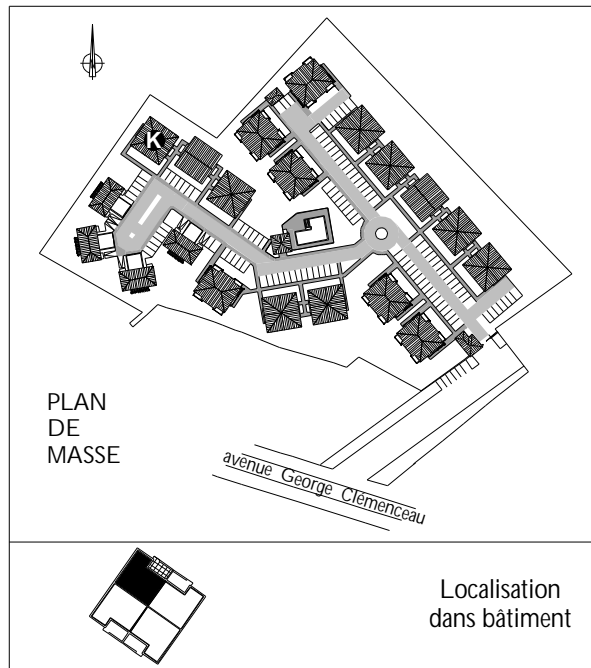 K
PLAN
DE
MASSE
avenue George Clémenceau
Localisation
dans bâtiment